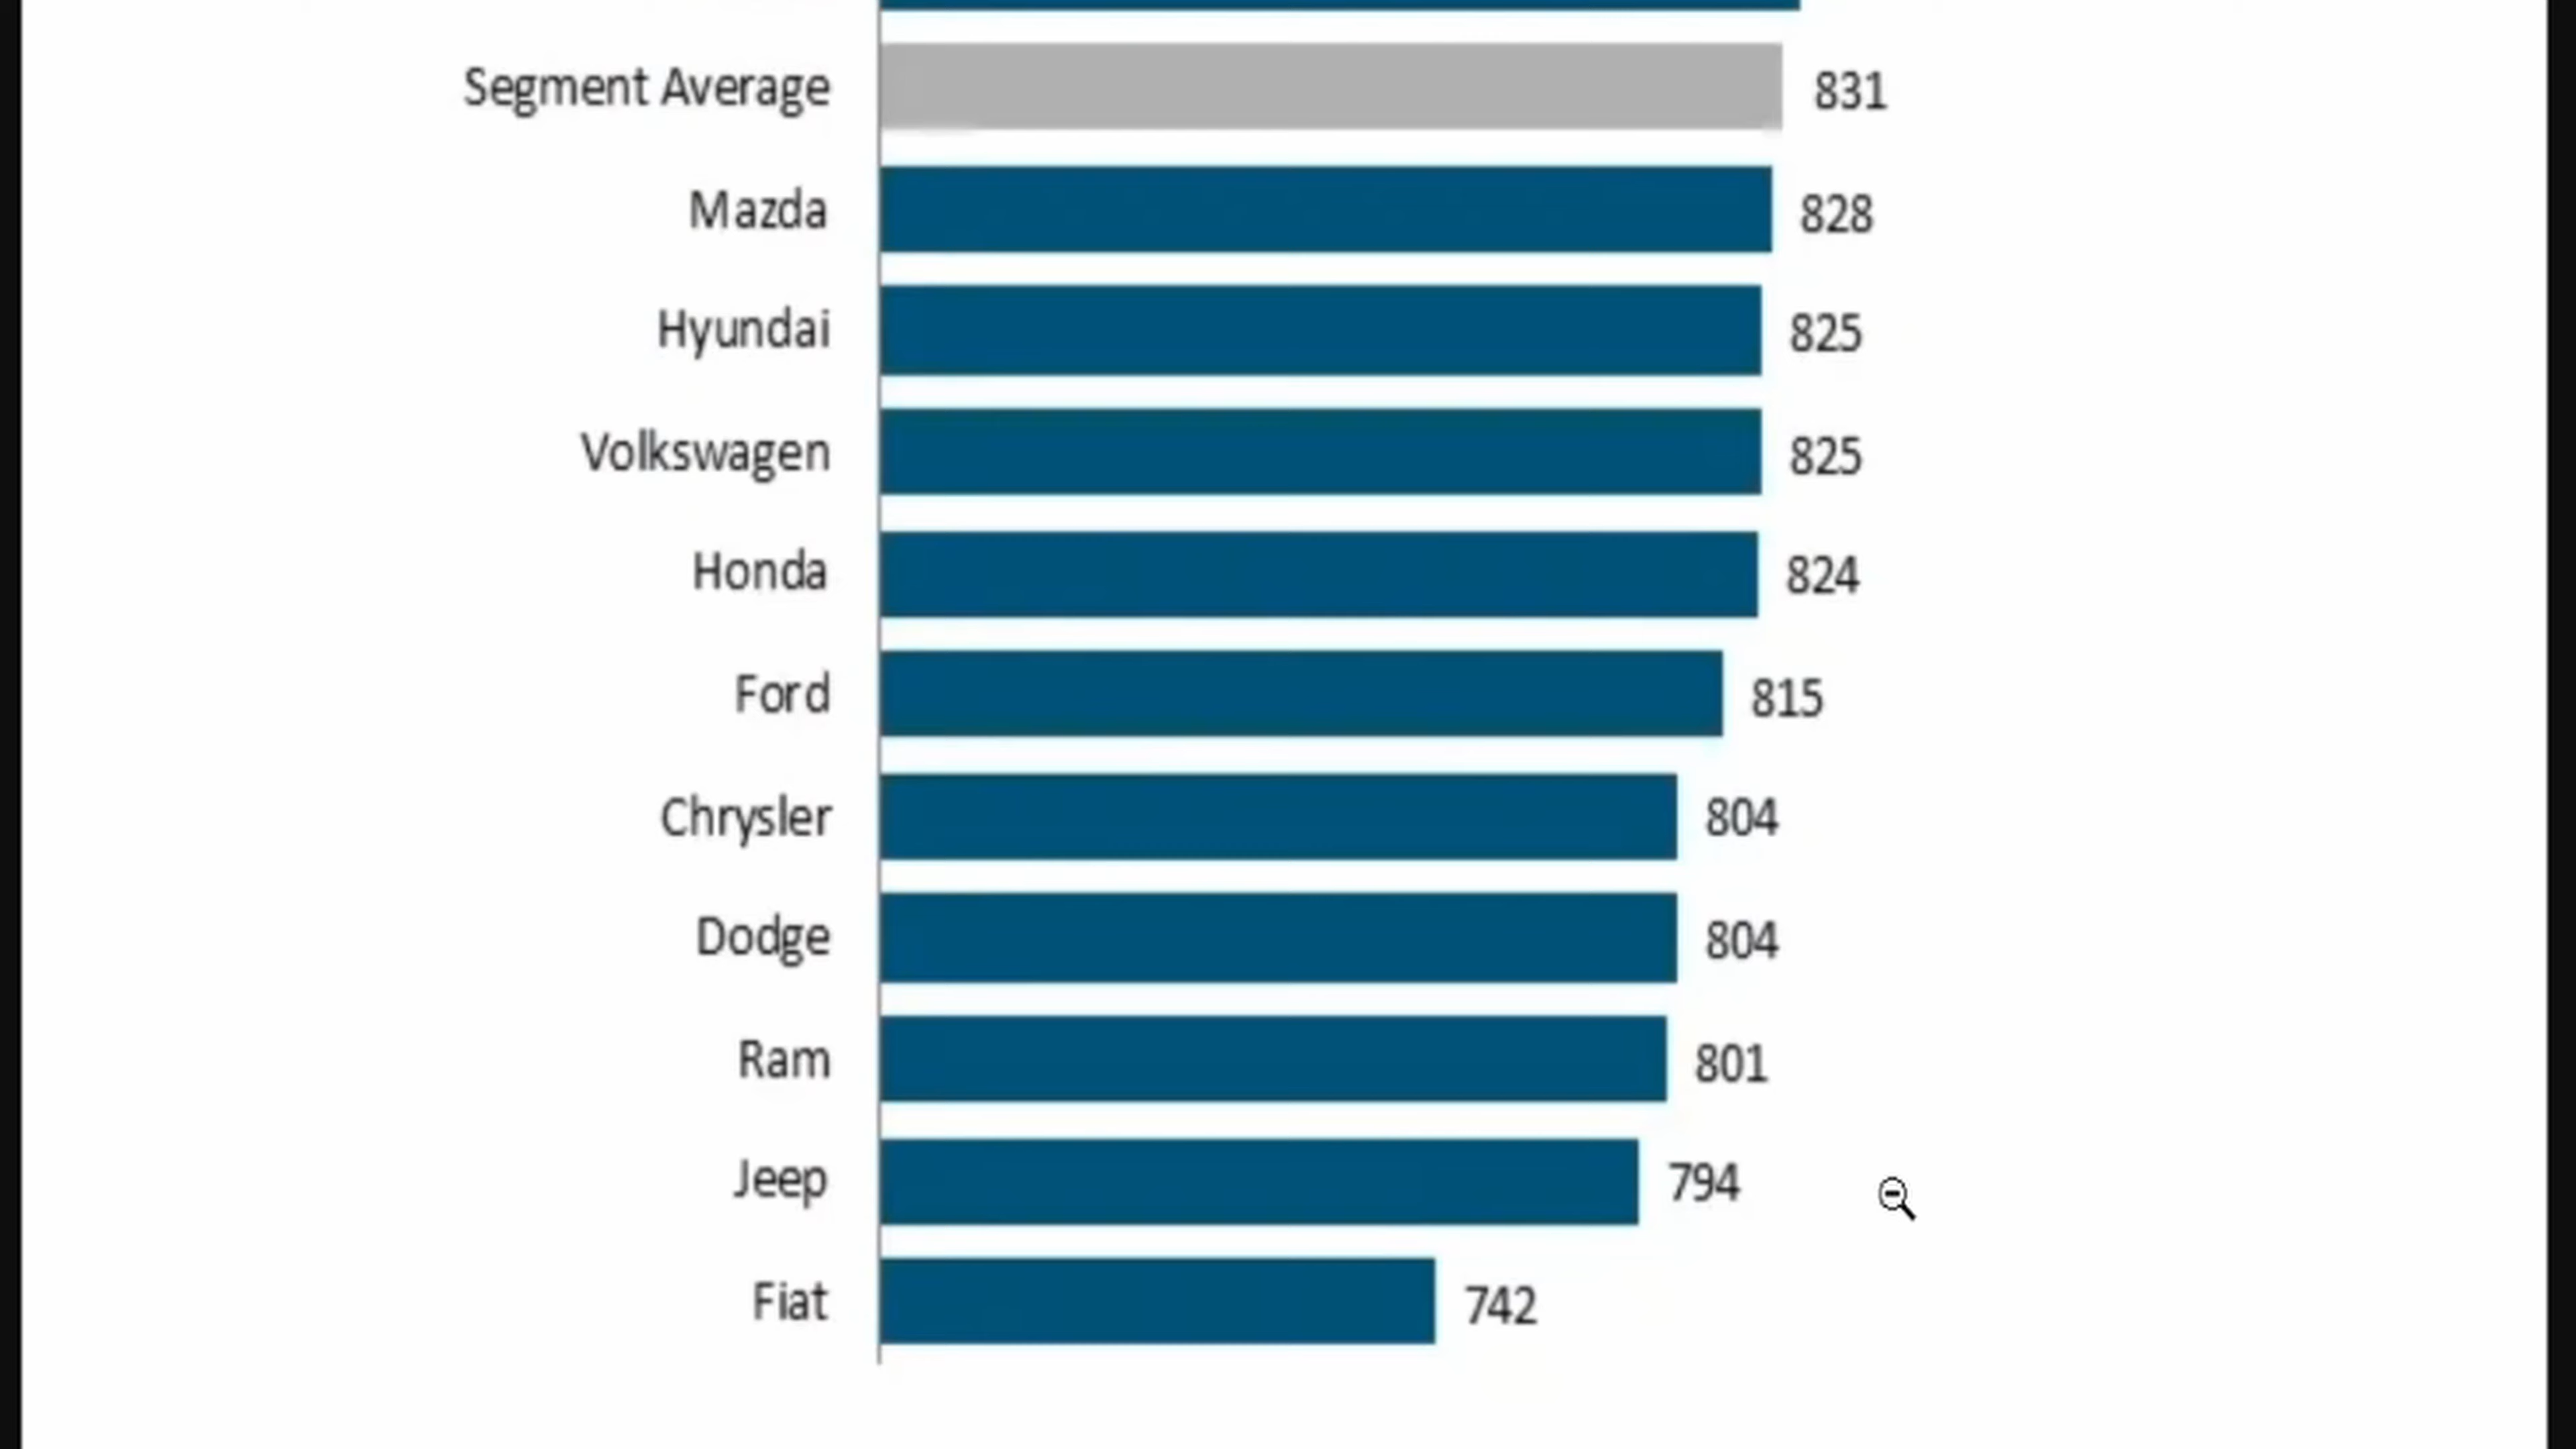 Segment Average 831
Mazda 828
Hyundai 825
Volkswagen 825
Honda 824
Ford 815
Chrysler 804
Dodge 804
Ram 801
Jeep 794
Fiat 742